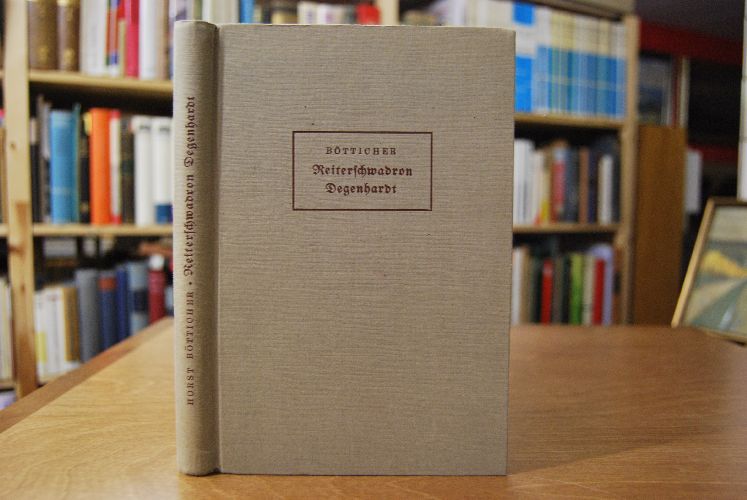 BÖTTICHER
Reiterſchwadron
Degenhardt
HORST BÖTTICHER • Reiterſchwadron Degenhardt